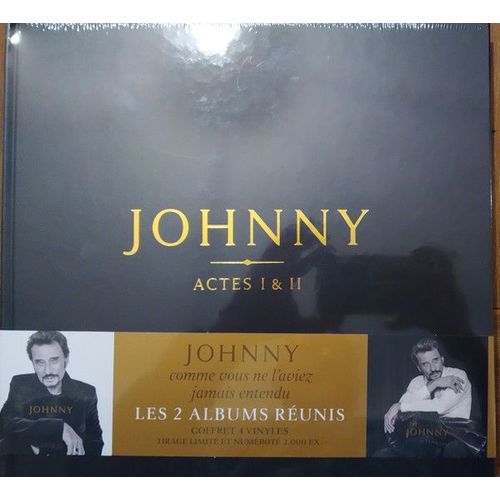 JOHNNY
ACTES I & II
JOHNNY
JOHNNY
comme vous ne l'aviez
jamais entendu
LES 2 ALBUMS RÉUNIS
COFFRET 4 VINYLES
TIRAGE LIMITÉ ET NUMÉROTÉ 2.000 EX.
JOHNNY